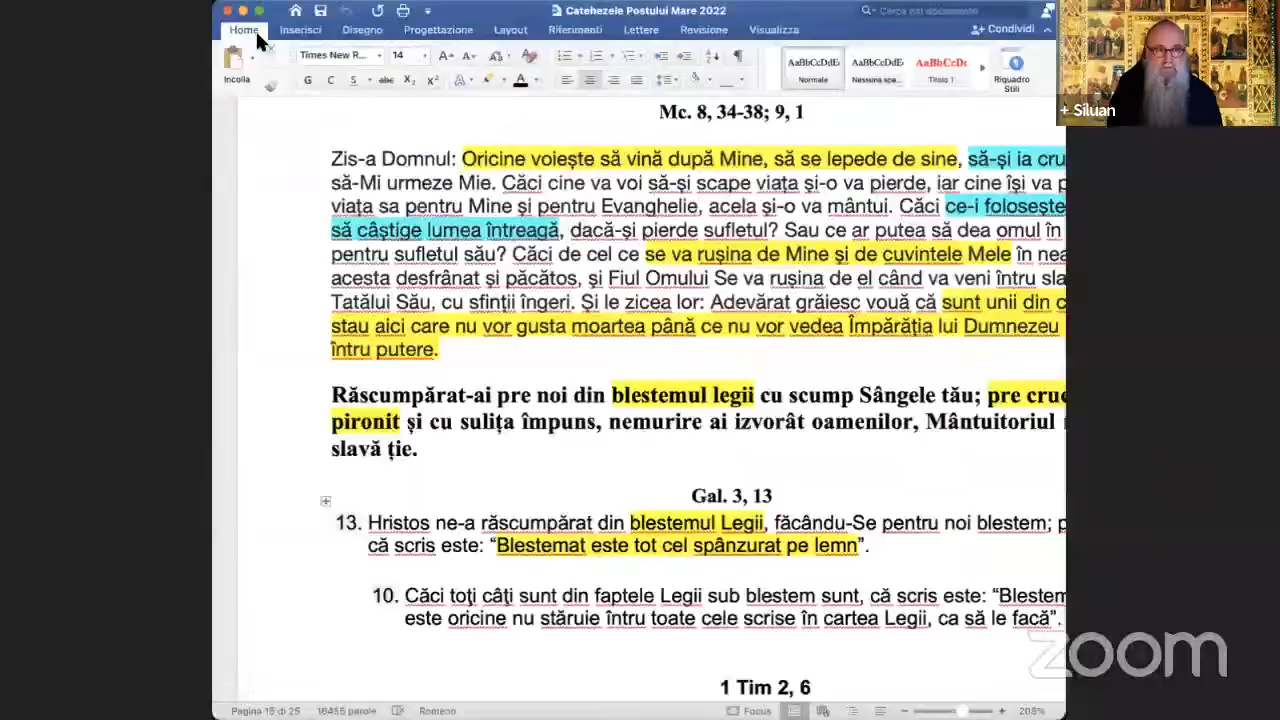 Catehezele Postului Mare 2022
Cerca nel documento
Home Inserisci Disegno Progettazione Layout Riferimenti Lettere Revisione Visualizza Condividi
Incolla
Times New R... 14
G C S abc X₂ X²
AaBbCcDdE AaBbCcDdE AaBbCcDc
Normale Nessuna spa... Titolo 1
Riquadro
Stili
+ Siluan
Mc. 8, 34-38; 9, 1
Zis-a Domnul: Oricine voiește să vină după Mine, să se lepede de sine, să-și ia cru
să-Mi urmeze Mie. Căci cine va voi să-și scape viața și-o va pierde, iar cine își va p
viața sa pentru Mine și pentru Evanghelie, acela și-o va mântui. Căci ce-i folosește
să câștige lumea întreagă, dacă-și pierde sufletul? Sau ce ar putea să dea omul în
pentru sufletul său? Căci de cel ce se va rușina de Mine și de cuvintele Mele în nea
acesta desfrânat și păcătos, și Fiul Omului Se va rușina de el când va veni întru sla
Tatălui Său, cu sfinții îngeri. Și le zicea lor: Adevărat grăiesc vouă că sunt unii din c
stau aici care nu vor gusta moartea până ce nu vor vedea Împărăția lui Dumnezeu
întru putere.
Răscumpărat-ai pre noi din blestemul legii cu scump Sângele tău; pre cruc
pironit și cu sulița împuns, nemurire ai izvorât oamenilor, Mântuitoriul
slavă ție.
Gal. 3, 13
13. Hristos ne-a răscumpărat din blestemul Legii, făcându-Se pentru noi blestem; p
că scris este: “Blestemat este tot cel spânzurat pe lemn”.
10. Căci toţi câţi sunt din faptele Legii sub blestem sunt, că scris este: “Blestem
este oricine nu stăruie întru toate cele scrise în cartea Legii, ca să le facă”.
1 Tim 2, 6
zoom
Pagina 15 di 25 Romeno Focus 208%